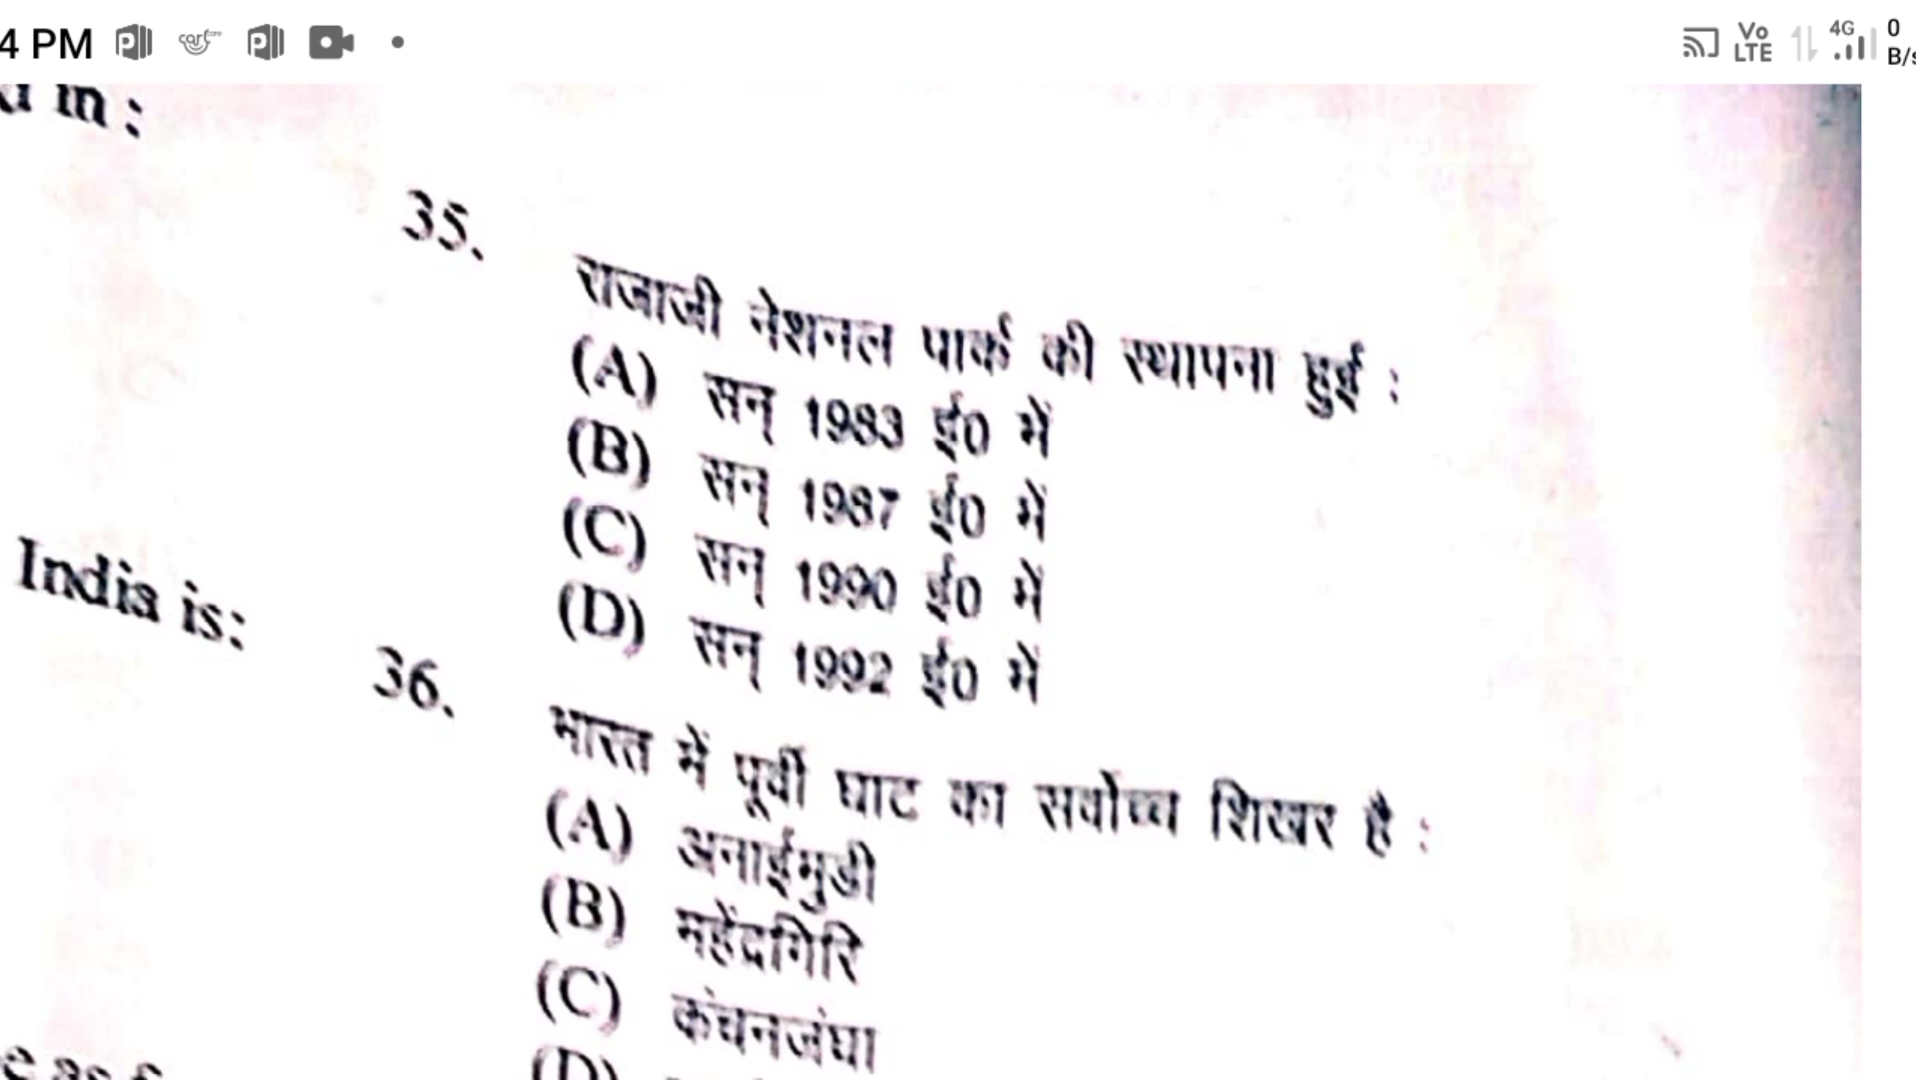 4 PM
Vo LTE 4G 0 B/s
in :
35.
राजाजी नेशनल पार्क की स्थापना हुई :
(A) सन् 1983 ई0 में
(B) सन् 1987 ई0 में
(C) सन् 1990 ई0 में
(D) सन् 1992 ई0 में
India is:
36.
भारत में पूर्वी घाट का सर्वोच्च शिखर है :
(A) अनाईमुडी
(B) महेंद्रगिरि
(C) कंचनजंघा
(D)